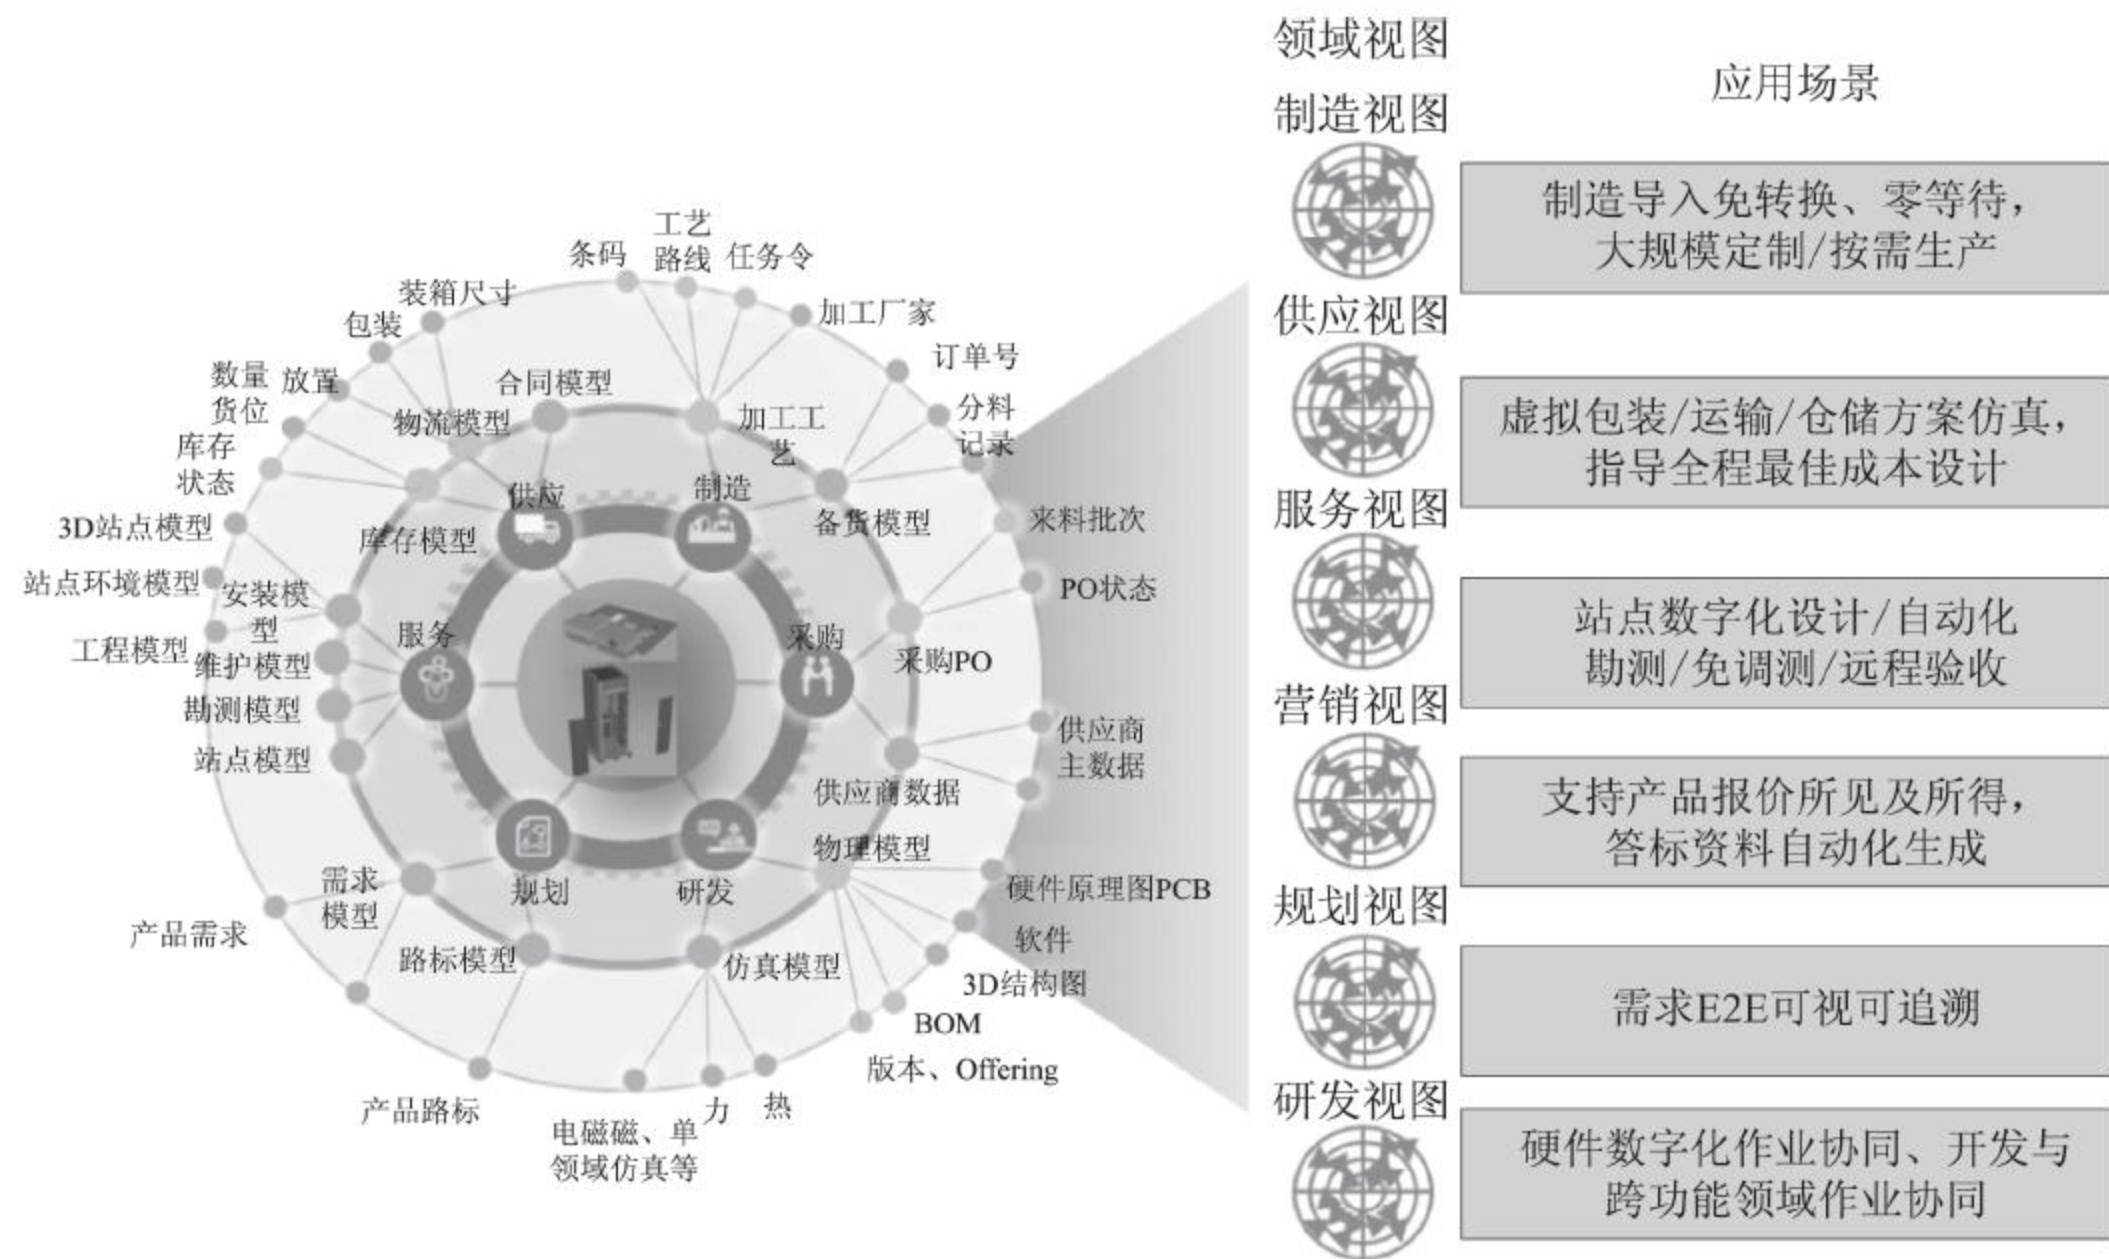 条码
工艺
路线
任务令
装箱尺寸
加工厂家
包装
订单号
数量
货位
放置
合同模型
分料
记录
物流模型
加工工
艺
库存
状态
供应
制造
3D站点模型
库存模型
备货模型
来料批次
站点环境模型
安装模
型
PO状态
服务
采购
工程模型
维护模型
采购PO
勘测模型
站点模型
供应商
主数据
供应商数据
物理模型
需求
模型
规划
研发
硬件原理图PCB
产品需求
路标模型
仿真模型
软件
3D结构图
BOM
版本、Offering
产品路标
电磁磁、单
领域仿真等
力
热
领域视图
应用场景
制造视图
制造导入免转换、零等待，
大规模定制/按需生产
供应视图
虚拟包装/运输/仓储方案仿真，
指导全程最佳成本设计
服务视图
站点数字化设计/自动化
勘测/免调测/远程验收
营销视图
支持产品报价所见及所得，
答标资料自动化生成
规划视图
需求E2E可视可追溯
研发视图
硬件数字化作业协同、开发与
跨功能领域作业协同